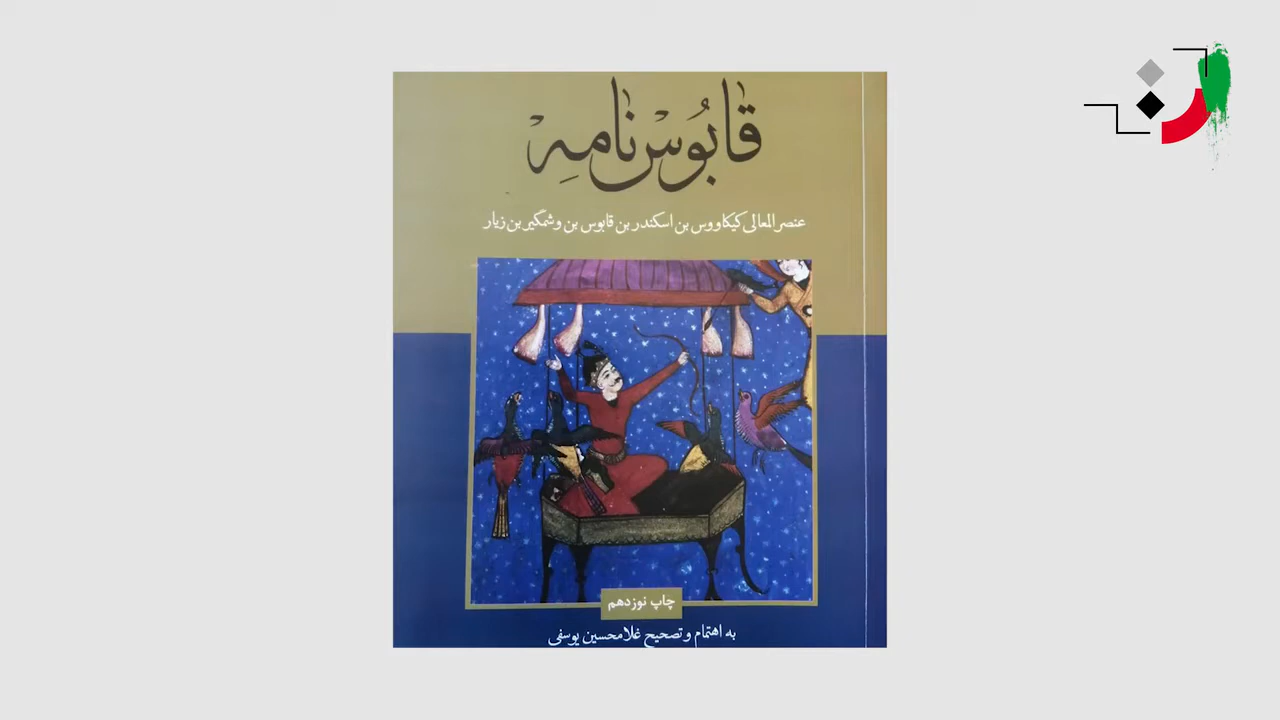 قابوس نامه
عنصرالمعالی کیکاووس بن اسکندر بن قابوس بن وشمگیر بن زیار
چاپ نوزدهم
به اهتمام و تصحیح غلامحسین یوسفی